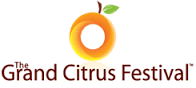 The
Grand Citrus Festival™